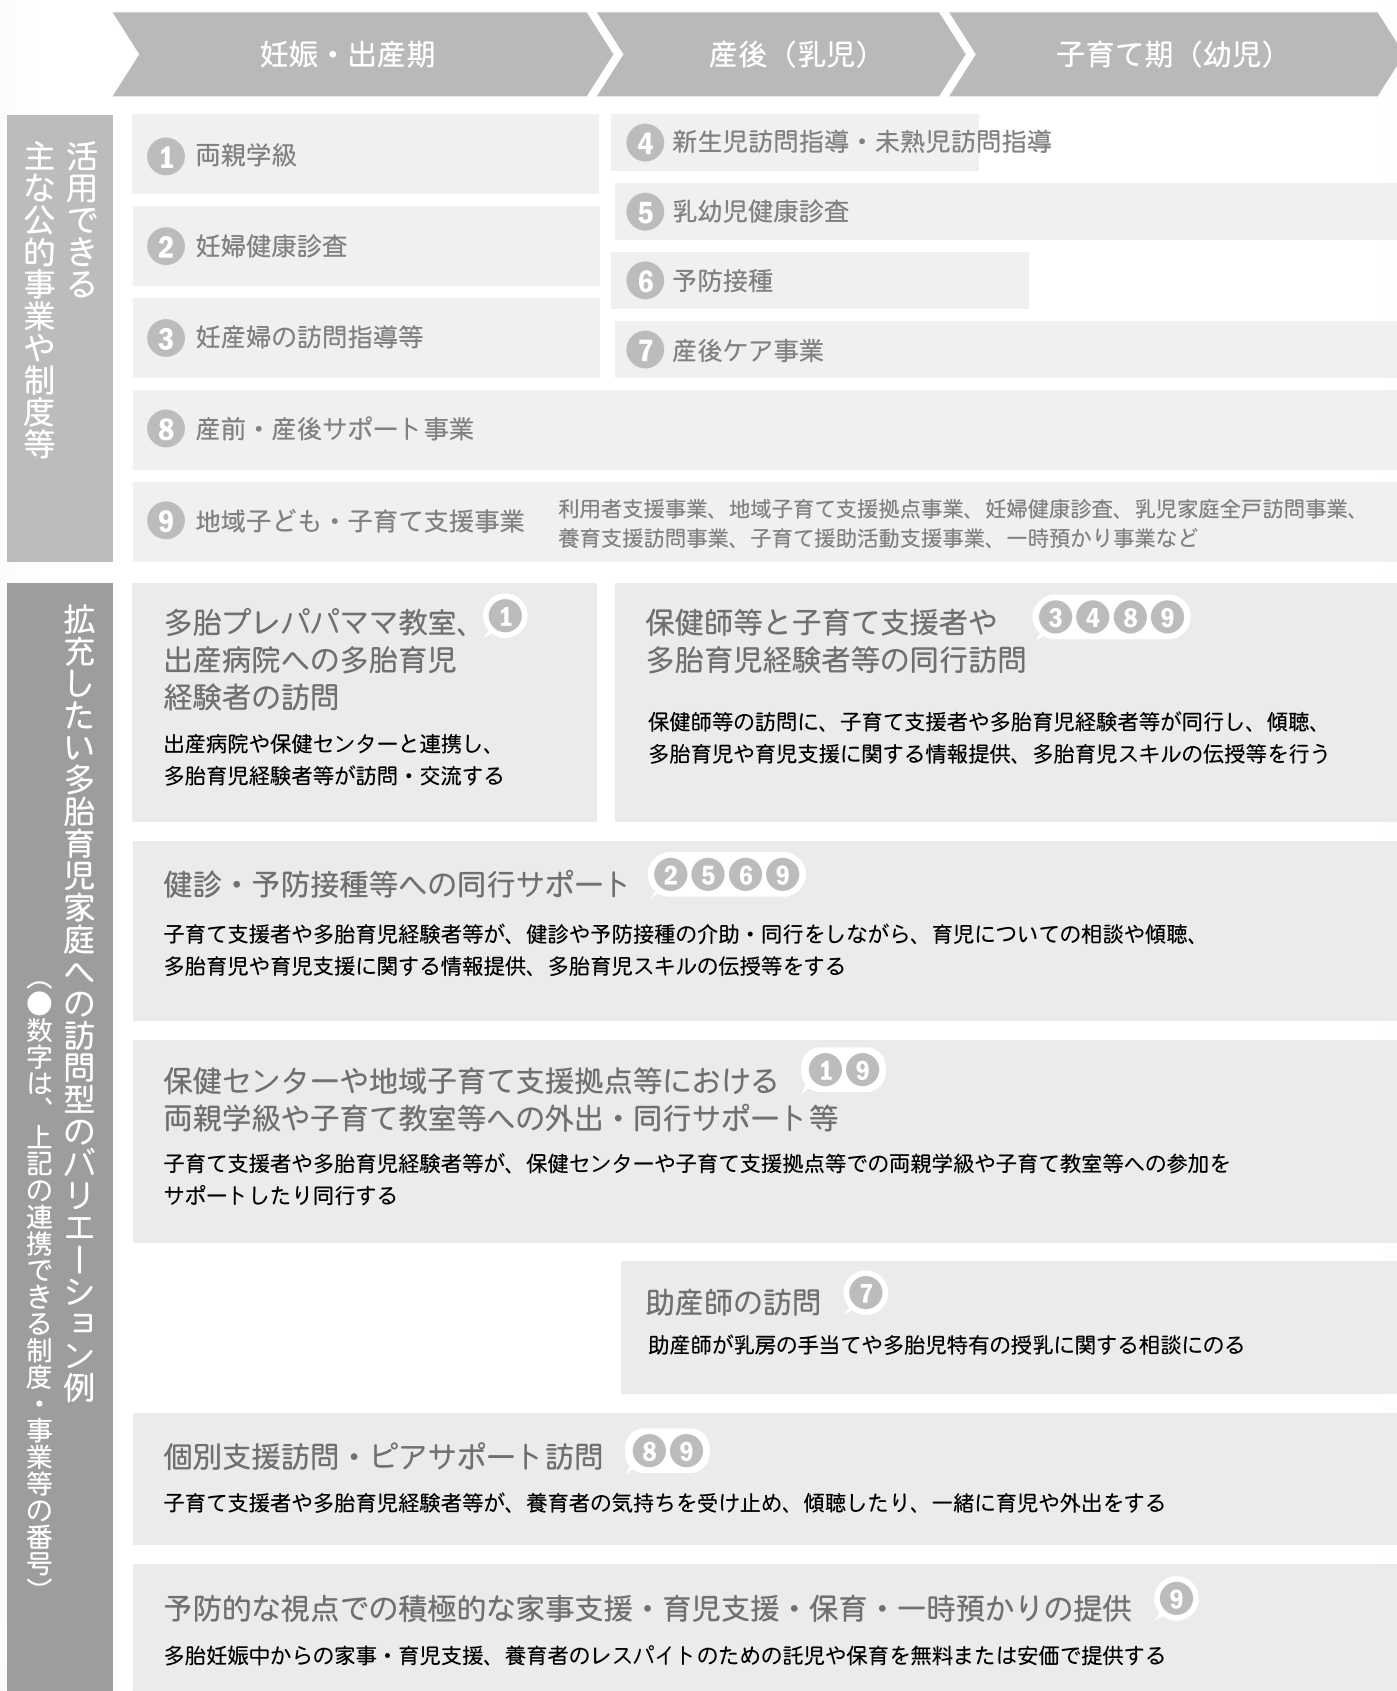 妊娠・出産期
産後（乳児）
子育て期（幼児）
活用できる
主な公的事業や制度等
1 両親学級
2 妊婦健康診査
3 妊産婦の訪問指導等
4 新生児訪問指導・未熟児訪問指導
5 乳幼児健康診査
6 予防接種
7 産後ケア事業
8 産前・産後サポート事業
9 地域子ども・子育て支援事業
利用者支援事業、地域子育て支援拠点事業、妊婦健康診査、乳児家庭全戸訪問事業、
養育支援訪問事業、子育て援助活動支援事業、一時預かり事業など
拡充したい多胎育児家庭への訪問型のバリエーション例
（●数字は、上記の連携できる制度・事業等の番号）
多胎プレパパママ教室、 1
出産病院への多胎育児
経験者の訪問
出産病院や保健センターと連携し、
多胎育児経験者等が訪問・交流する
保健師等と子育て支援者や 3 4 8 9
多胎育児経験者等の同行訪問
保健師等の訪問に、子育て支援者や多胎育児経験者等が同行し、傾聴、
多胎育児や育児支援に関する情報提供、多胎育児スキルの伝授等を行う
健診・予防接種等への同行サポート 2 5 6 9
子育て支援者や多胎育児経験者等が、健診や予防接種の介助・同行をしながら、育児についての相談や傾聴、
多胎育児や育児支援に関する情報提供、多胎育児スキルの伝授等をする
保健センターや地域子育て支援拠点等における 1 9
両親学級や子育て教室等への外出・同行サポート等
子育て支援者や多胎育児経験者等が、保健センターや子育て支援拠点等での両親学級や子育て教室等への参加を
サポートしたり同行する
助産師の訪問 7
助産師が乳房の手当てや多胎児特有の授乳に関する相談にのる
個別支援訪問・ピアサポート訪問 8 9
子育て支援者や多胎育児経験者等が、養育者の気持ちを受け止め、傾聴したり、一緒に育児や外出をする
予防的な視点での積極的な家事支援・育児支援・保育・一時預かりの提供 9
多胎妊娠中からの家事・育児支援、養育者のレスパイトのための託児や保育を無料または安価で提供する